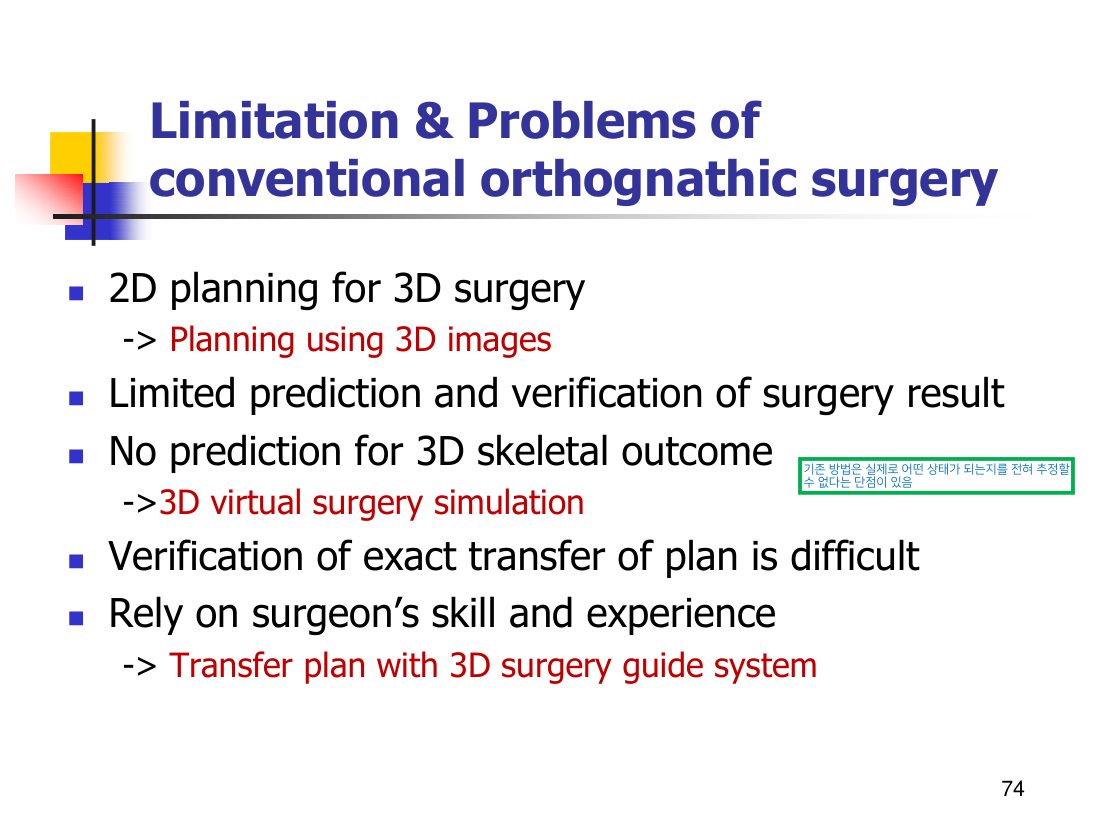 Limitation & Problems of
conventional orthognathic surgery
2D planning for 3D surgery
-> Planning using 3D images
Limited prediction and verification of surgery result
No prediction for 3D skeletal outcome
기존 방법은 실제로 어떤 상태가 되는지를 전혀 추정할
수 없다는 단점이 있음
->3D virtual surgery simulation
Verification of exact transfer of plan is difficult
Rely on surgeon’s skill and experience
-> Transfer plan with 3D surgery guide system
74